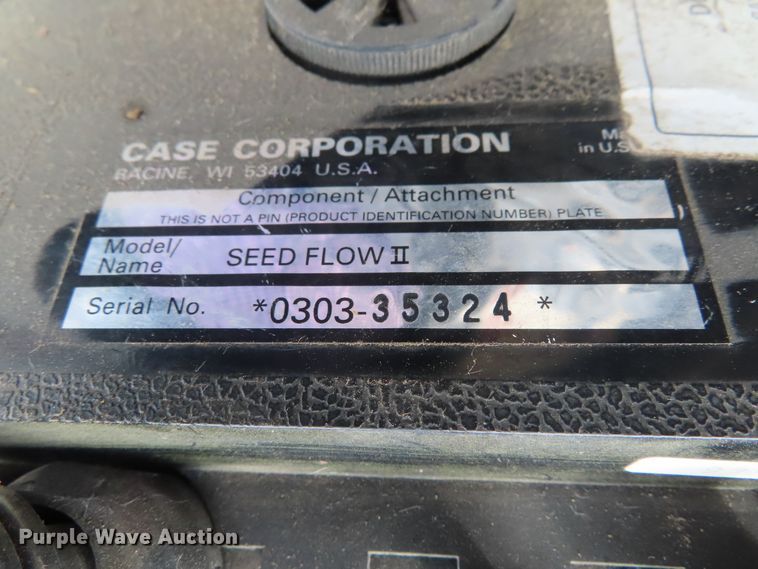 CASE CORPORATION
RACINE, WI 53404 U.S.A.
in U.S.
Component / Attachment
THIS IS NOT A PIN (PRODUCT IDENTIFICATION NUMBER) PLATE
Model/
Name
SEED FLOW II
Serial No. *0303-35324*
Purple Wave Auction